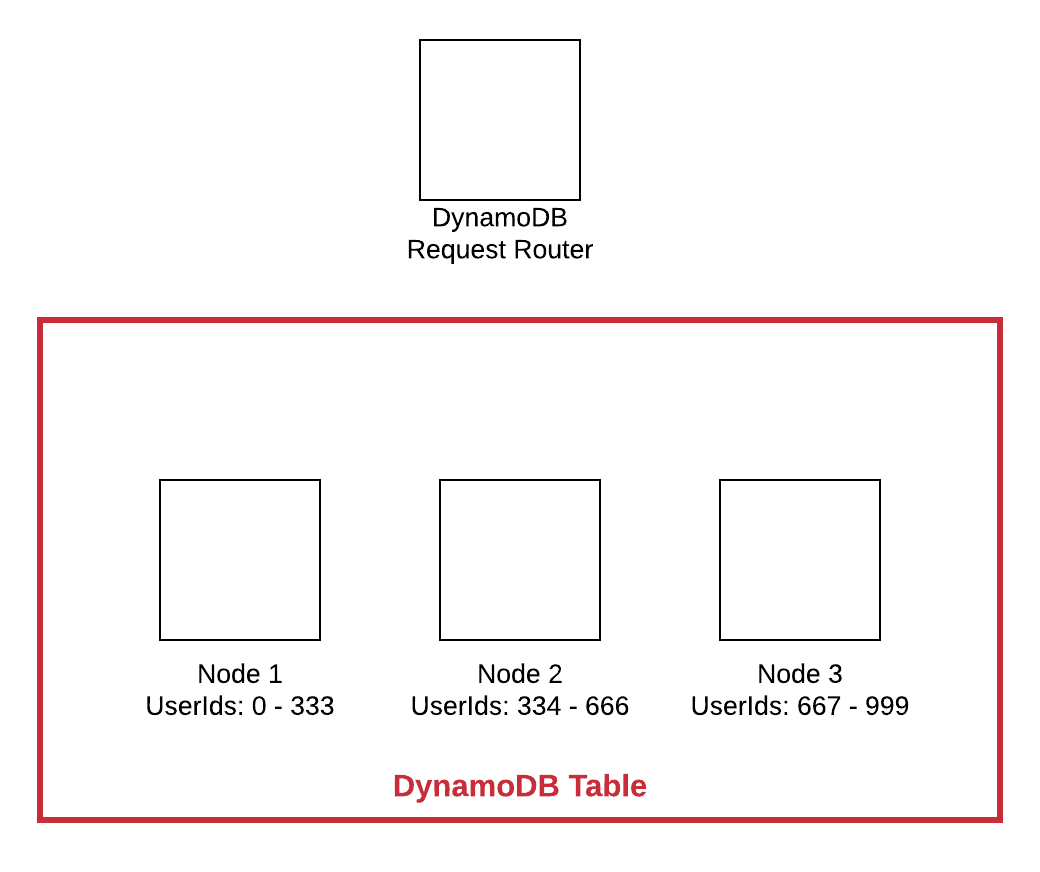 DynamoDB
Request Router
Node 1
UserIds: 0 - 333
Node 2
UserIds: 334 - 666
Node 3
UserIds: 667 - 999
DynamoDB Table